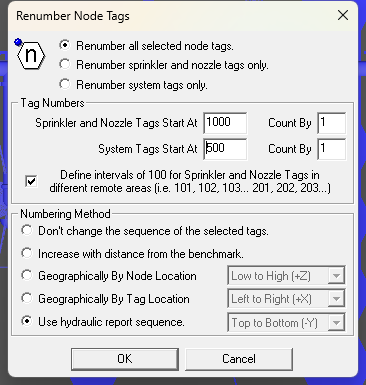 Renumber Node Tags
n
Renumber all selected node tags.
Renumber sprinkler and nozzle tags only.
Renumber system tags only.
Tag Numbers
Sprinkler and Nozzle Tags Start At 1000 Count By 1
System Tags Start At 500 Count By 1
Define intervals of 100 for Sprinkler and Nozzle Tags in
different remote areas (i.e. 101, 102, 103... 201, 202, 203...)
Numbering Method
Don't change the sequence of the selected tags.
Increase with distance from the benchmark.
Geographically By Node Location Low to High (+Z)
Geographically By Tag Location Left to Right (+X)
Use hydraulic report sequence. Top to Bottom (-Y)
OK Cancel